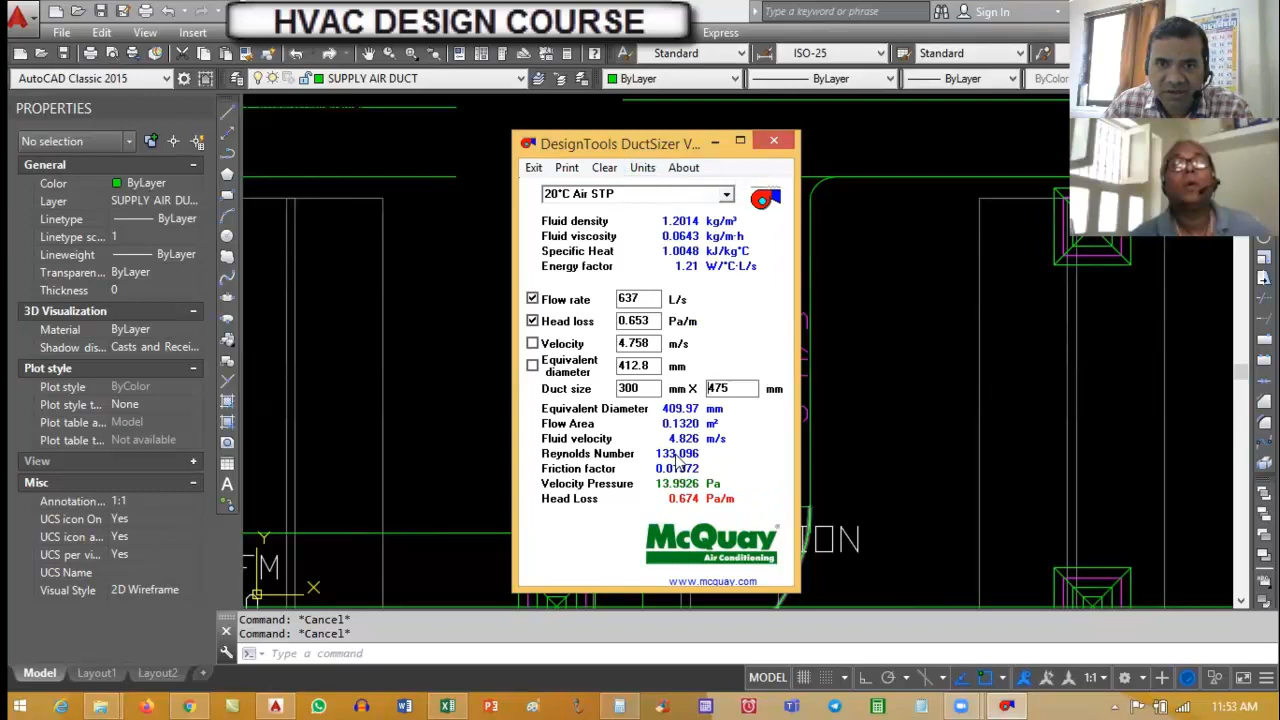 HVAC DESIGN COURSE
Type a keyword or phrase
Sign In
File
Edit
View
Insert
Express
Standard
ISO-25
Standard
AutoCAD Classic 2015
SUPPLY AIR DUCT
ByLayer
ByLayer
ByLayer
ByColor
PROPERTIES
No selection
General
Color ByLayer
Layer SUPPLY AIR DU...
Linetype ByLayer
Linetype sc... 1
Lineweight ByLayer
Transparen... ByLayer
Thickness 0
3D Visualization
Material ByLayer
Shadow dis... Casts and Recei...
Plot style
Plot style ByColor
Plot style t... None
Plot table a... Model
Plot table t... Not available
View
Misc
Annotation... 1:1
UCS icon On Yes
UCS icon a... Yes
UCS per vi... Yes
UCS Name
Visual Style 2D Wireframe
DesignTools DuctSizer V...
Exit Print Clear Units About
20°C Air STP
Fluid density 1.2014 kg/m³
Fluid viscosity 0.0643 kg/m·h
Specific Heat 1.0048 kJ/kg°C
Energy factor 1.21 W/°C·L/s
Flow rate 637 L/s
Head loss 0.653 Pa/m
Velocity 4.758 m/s
Equivalent
diameter 412.8 mm
Duct size 300 mm X 475 mm
Equivalent Diameter 409.97 mm
Flow Area 0.1320 m²
Fluid velocity 4.826 m/s
Reynolds Number 133,096
Friction factor 0.01772
Velocity Pressure 13.9926 Pa
Head Loss 0.674 Pa/m
McQuay
Air Conditioning
www.mcquay.com
ION
FM
Y
X
Command: *Cancel*
Command: *Cancel*
Type a command
Model Layout1 Layout2 +
MODEL
1:1
11:53 AM